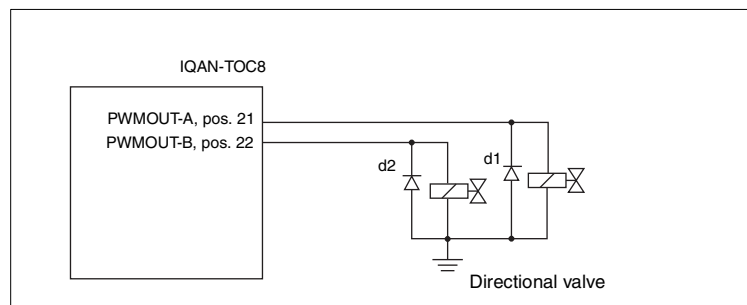 IQAN-TOC8
PWMOUT-A, pos. 21
PWMOUT-B, pos. 22
d2
d1
Directional valve